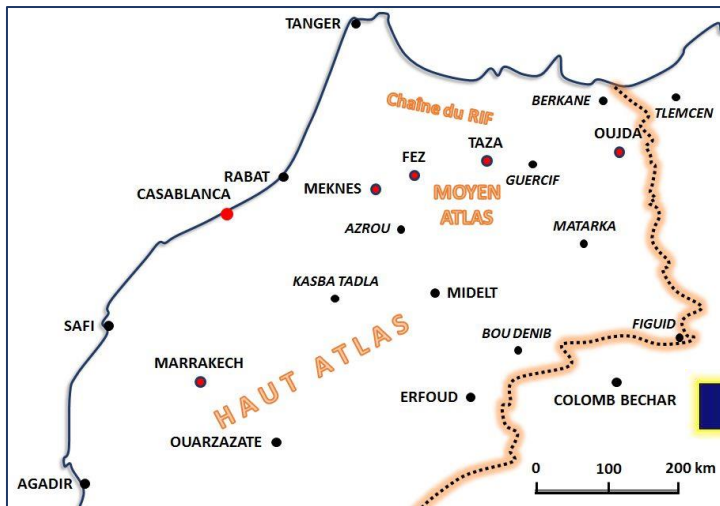 TANGER
Chaîne du RIF
BERKANE
TLEMCEN
OUJDA
TAZA
FEZ
GUERCIF
RABAT
MEKNES
CASABLANCA
MOYEN
ATLAS
AZROU
MATARKA
KASBA TADLA
MIDELT
SAFI
FIGUID
BOU DENIB
MARRAKECH
HAUT ATLAS
ERFOUD
COLOMB BECHAR
OUARZAZATE
0 100 200 km
AGADIR